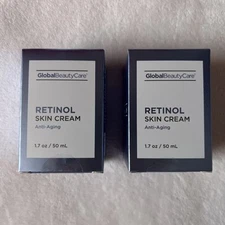 GlobalBeautyCare
RETINOL
SKIN CREAM
Anti-Aging
1.7 oz / 50 mL
GlobalBeautyCare
RETINOL
SKIN CREAM
Anti-Aging
1.7 oz / 50 mL